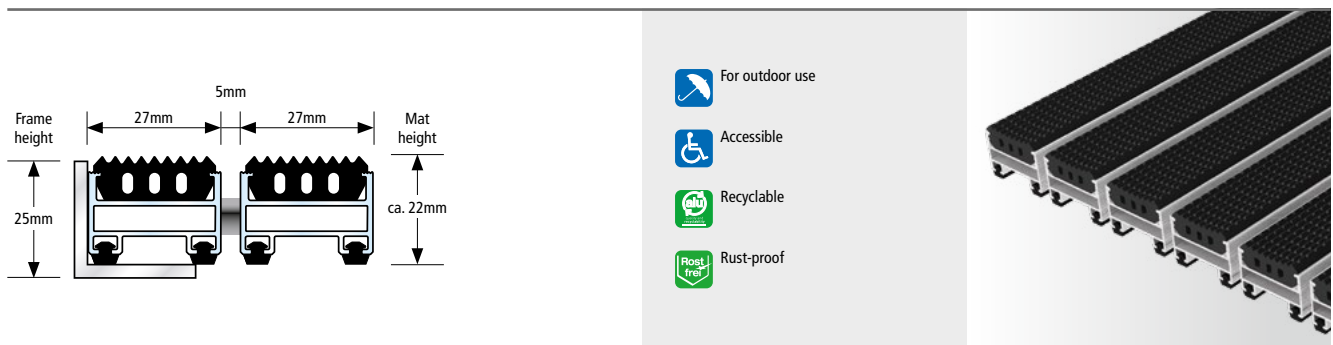 5mm
Frame
height
27mm
27mm
Mat
height
25mm
ca. 22mm
For outdoor use
Accessible
alu
Recyclable
Rost
frei
Rust-proof